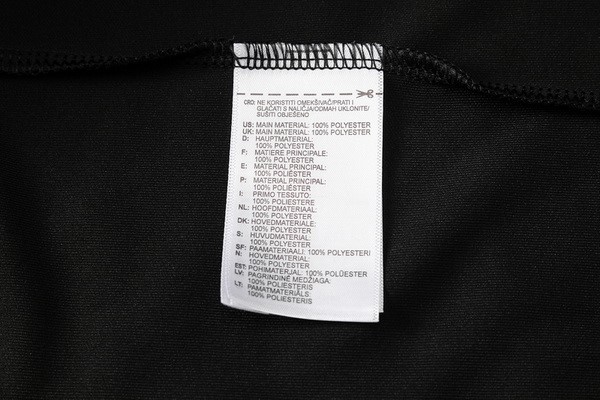 CRO: NE KORISTITI OMEKŠIVAČ/PRATI I
GLAČATI S NALIČJA/ODMAH UKLONITE/
SUŠITI OBJEŠENO
US: MAIN MATERIAL: 100% POLYESTER
UK: MAIN MATERIAL: 100% POLYESTER
D: HAUPTMATERIAL:
100% POLYESTER
F: MATIERE PRINCIPALE:
100% POLYESTER
E: MATERIAL PRINCIPAL:
100% POLIÉSTER
P: MATERIAL PRINCIPAL:
100% POLIÉSTER
I: PRIMO TESSUTO:
100% POLIESTERE
NL: HOOFDMATERIAAL:
100% POLYESTER
DK: HOVEDMATERIALE:
100% POLYESTER
S: HUVUDMATERIAL:
100% POLYESTER
SF: PAAMATERIAALI: 100% POLYESTERI
N: HOVEDMATERIAL:
100% POLYESTER
EST: POHIMATERJAL: 100% POLÜESTER
LV: PAGRINDINĖ MEDŽIAGA:
100% POLIESTERIS
LT: PAMATMATERIĀLS:
100% POLIESTERIS